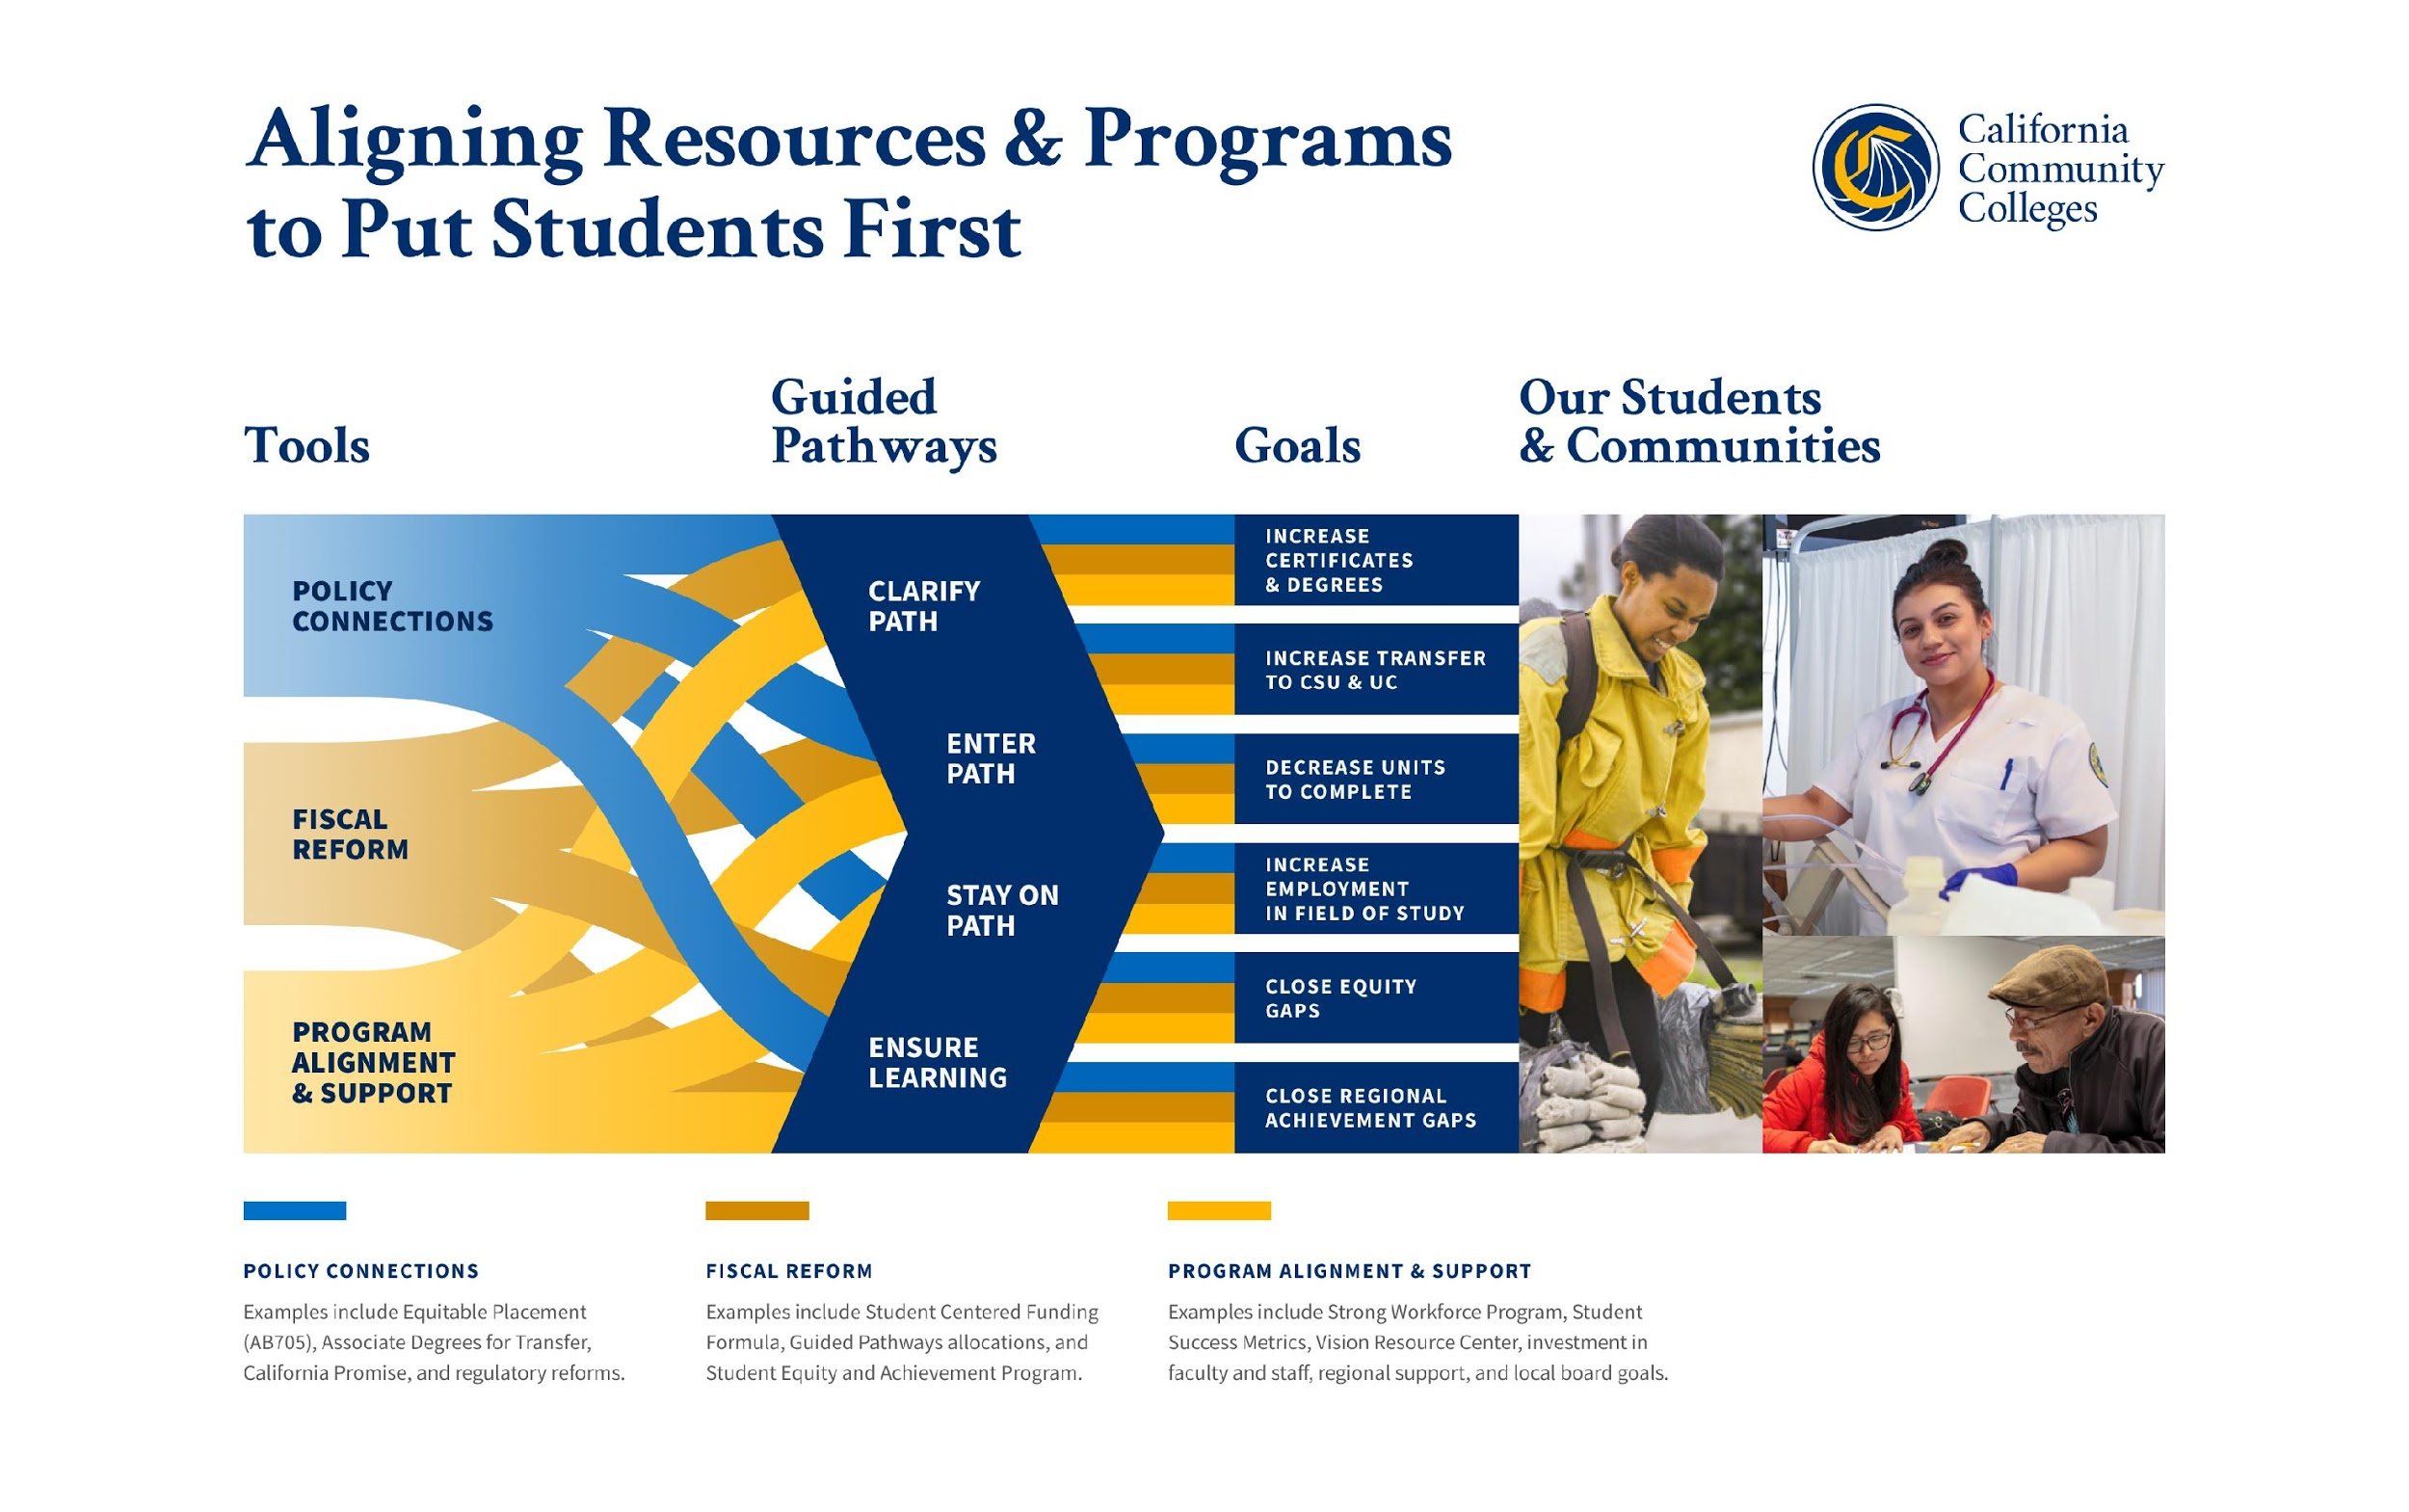 Aligning Resources & Programs
to Put Students First
California
Community
Colleges
Tools
Guided
Pathways
Goals
Our Students
& Communities
POLICY
CONNECTIONS
FISCAL
REFORM
PROGRAM
ALIGNMENT
& SUPPORT
CLARIFY
PATH
ENTER
PATH
STAY ON
PATH
ENSURE
LEARNING
INCREASE
CERTIFICATES
& DEGREES
INCREASE TRANSFER
TO CSU & UC
DECREASE UNITS
TO COMPLETE
INCREASE
EMPLOYMENT
IN FIELD OF STUDY
CLOSE EQUITY
GAPS
CLOSE REGIONAL
ACHIEVEMENT GAPS
POLICY CONNECTIONS
Examples include Equitable Placement
(AB705), Associate Degrees for Transfer,
California Promise, and regulatory reforms.
FISCAL REFORM
Examples include Student Centered Funding
Formula, Guided Pathways allocations, and
Student Equity and Achievement Program.
PROGRAM ALIGNMENT & SUPPORT
Examples include Strong Workforce Program, Student
Success Metrics, Vision Resource Center, investment in
faculty and staff, regional support, and local board goals.